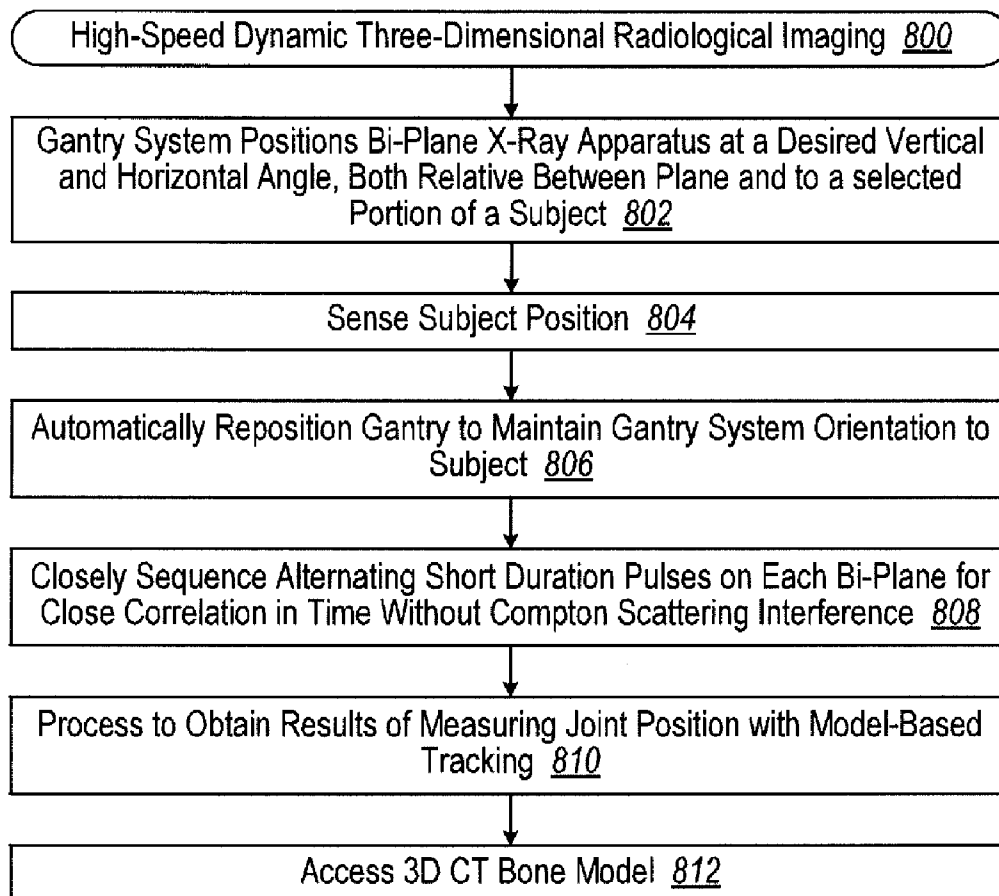 High-Speed Dynamic Three-Dimensional Radiological Imaging 800
Gantry System Positions Bi-Plane X-Ray Apparatus at a Desired Vertical
and Horizontal Angle, Both Relative Between Plane and to a selected
Portion of a Subject 802
Sense Subject Position 804
Automatically Reposition Gantry to Maintain Gantry System Orientation to
Subject 806
Closely Sequence Alternating Short Duration Pulses on Each Bi-Plane for
Close Correlation in Time Without Compton Scattering Interference 808
Process to Obtain Results of Measuring Joint Position with Model-Based
Tracking 810
Access 3D CT Bone Model 812